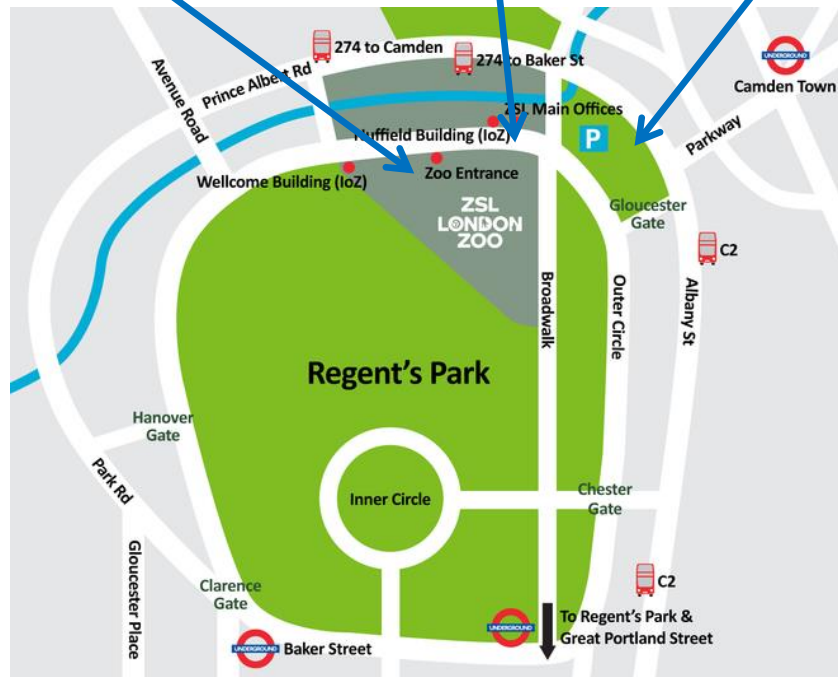 274 to Camden
274 to Baker St
UNDERGROUND
Camden Town
Avenue Road
Prince Albert Rd
ZSL Main Offices
Nuffield Building (IoZ)
P
Parkway
Wellcome Building (IoZ)
Zoo Entrance
ZSL
LONDON
ZOO
Gloucester
Gate
C2
Broadwalk
Outer Circle
Albany St
Regent's Park
Hanover
Gate
Park Rd
Inner Circle
Chester
Gate
Gloucester Place
Clarence
Gate
C2
UNDERGROUND
To Regent's Park &
Great Portland Street
UNDERGROUND
Baker Street